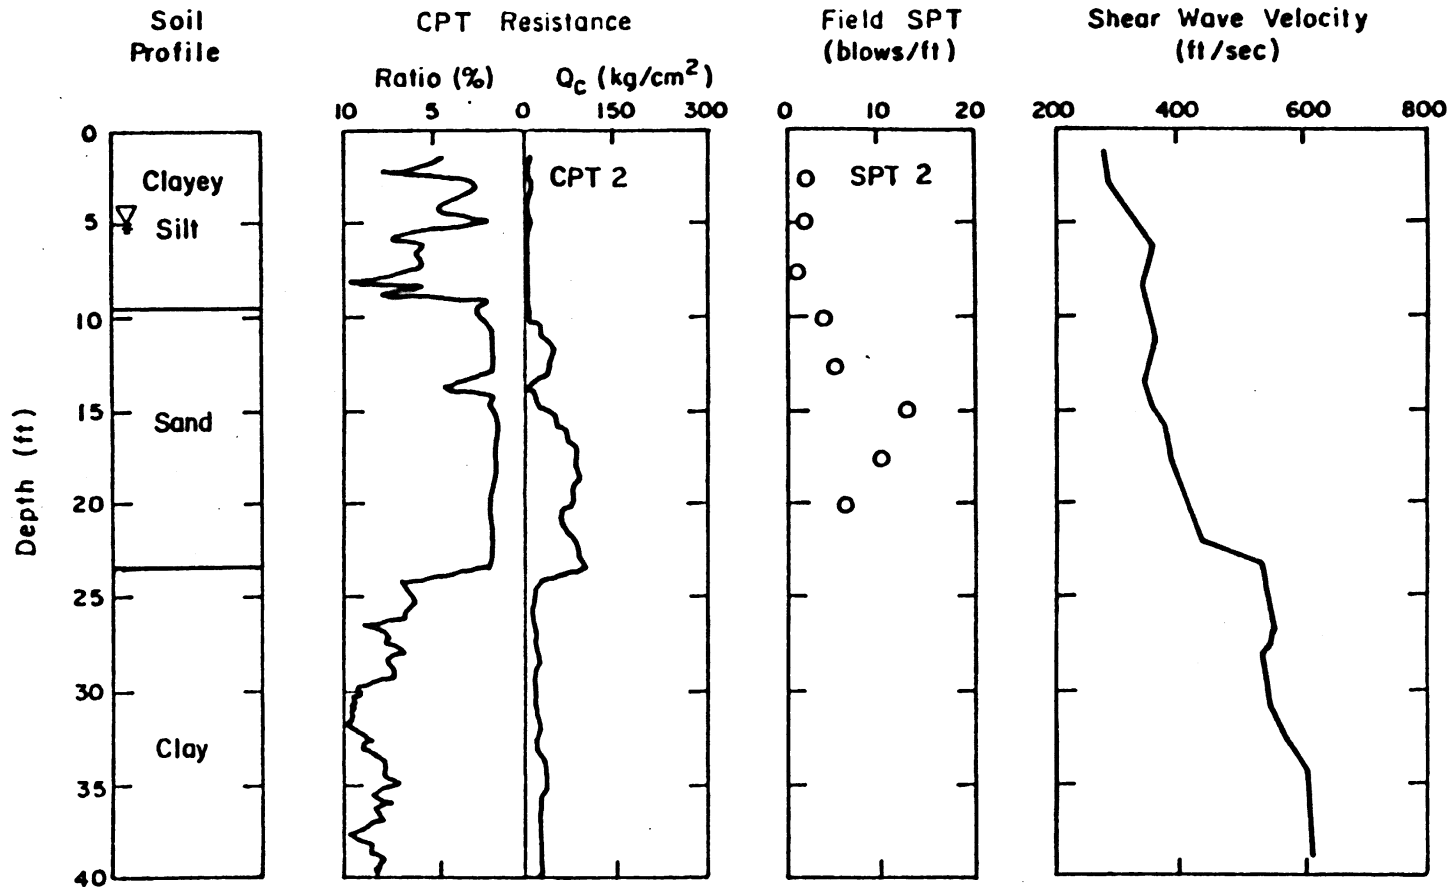 Soil
Profile
CPT Resistance
Ratio (%)
Qc (kg/cm²)
Field SPT
(blows/ft)
Shear Wave Velocity
(ft/sec)
10 5 0 150 300
0 10 20
200 400 600 800
Depth (ft)
0
5
10
15
20
25
30
35
40
Clayey
Silt
Sand
Clay
CPT 2
SPT 2